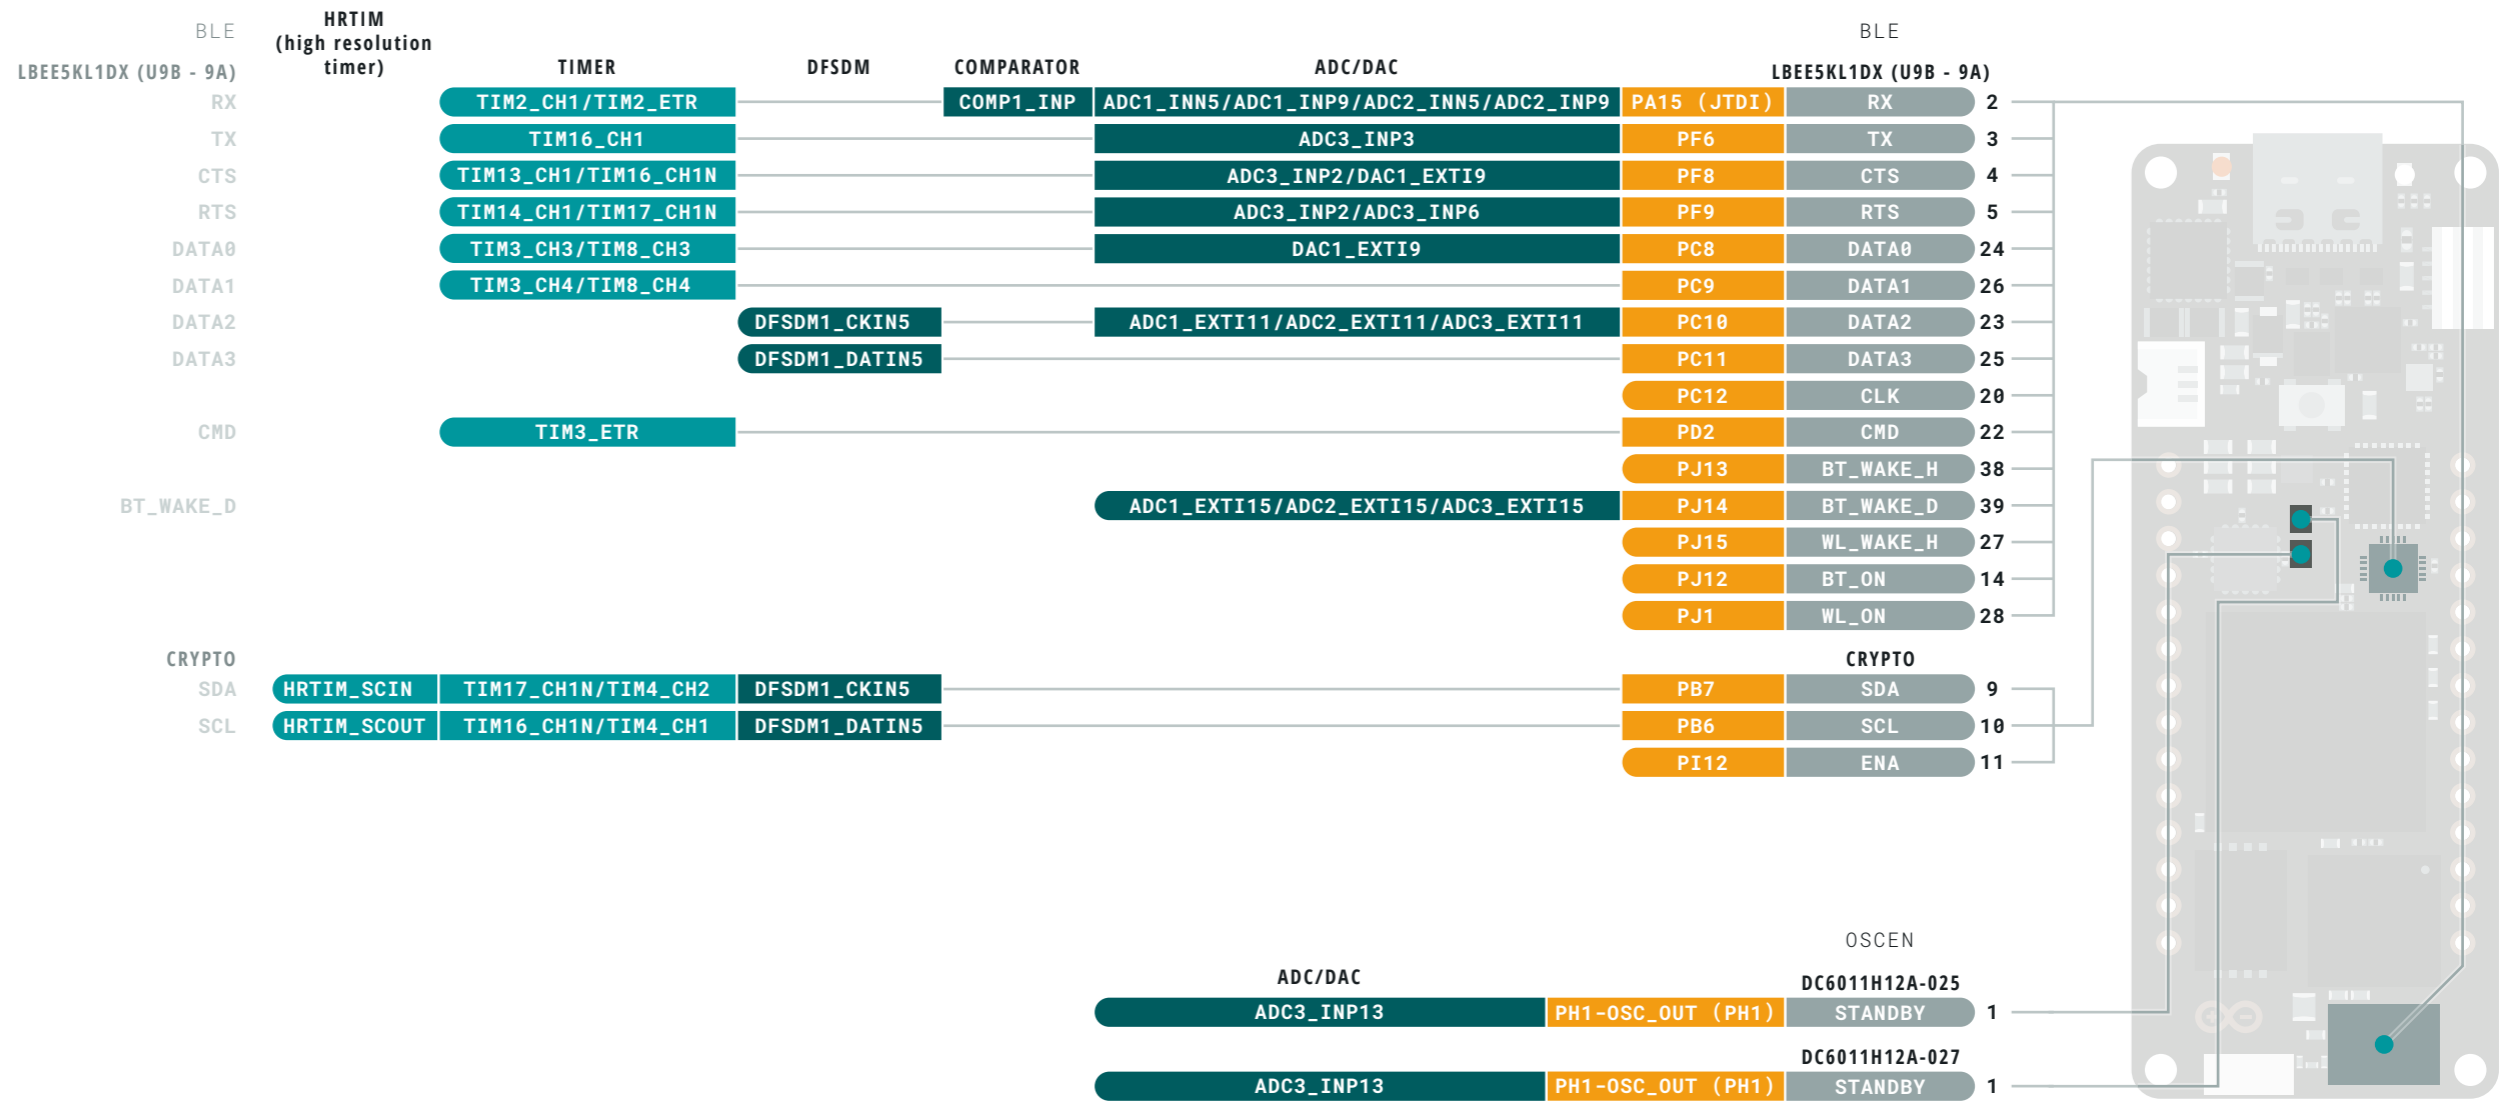 BLE
HRTIM
(high resolution
timer)
BLE
LBEE5KL1DX (U9B - 9A)
TIMER
DFSDM
COMPARATOR
ADC/DAC
LBEE5KL1DX (U9B - 9A)
RX TIM2_CH1/TIM2_ETR COMP1_INP ADC1_INN5/ADC1_INP9/ADC2_INN5/ADC2_INP9 PA15 (JTDI) RX 2
TX TIM16_CH1 ADC3_INP3 PF6 TX 3
CTS TIM13_CH1/TIM16_CH1N ADC3_INP2/DAC1_EXTI9 PF8 CTS 4
RTS TIM14_CH1/TIM17_CH1N ADC3_INP2/ADC3_INP6 PF9 RTS 5
DATA0 TIM3_CH3/TIM8_CH3 DAC1_EXTI9 PC8 DATA0 24
DATA1 TIM3_CH4/TIM8_CH4 PC9 DATA1 26
DATA2 DFSDM1_CKIN5 ADC1_EXTI11/ADC2_EXTI11/ADC3_EXTI11 PC10 DATA2 23
DATA3 DFSDM1_DATIN5 PC11 DATA3 25
PC12 CLK 20
CMD TIM3_ETR PD2 CMD 22
PJ13 BT_WAKE_H 38
BT_WAKE_D ADC1_EXTI15/ADC2_EXTI15/ADC3_EXTI15 PJ14 BT_WAKE_D 39
PJ15 WL_WAKE_H 27
PJ12 BT_ON 14
PJ1 WL_ON 28
CRYPTO CRYPTO
SDA HRTIM_SCIN TIM17_CH1N/TIM4_CH2 DFSDM1_CKIN5 PB7 SDA 9
SCL HRTIM_SCOUT TIM16_CH1N/TIM4_CH1 DFSDM1_DATIN5 PB6 SCL 10
PI12 ENA 11
OSCEN
ADC/DAC DC6011H12A-025
ADC3_INP13 PH1-OSC_OUT (PH1) STANDBY 1
DC6011H12A-027
ADC3_INP13 PH1-OSC_OUT (PH1) STANDBY 1